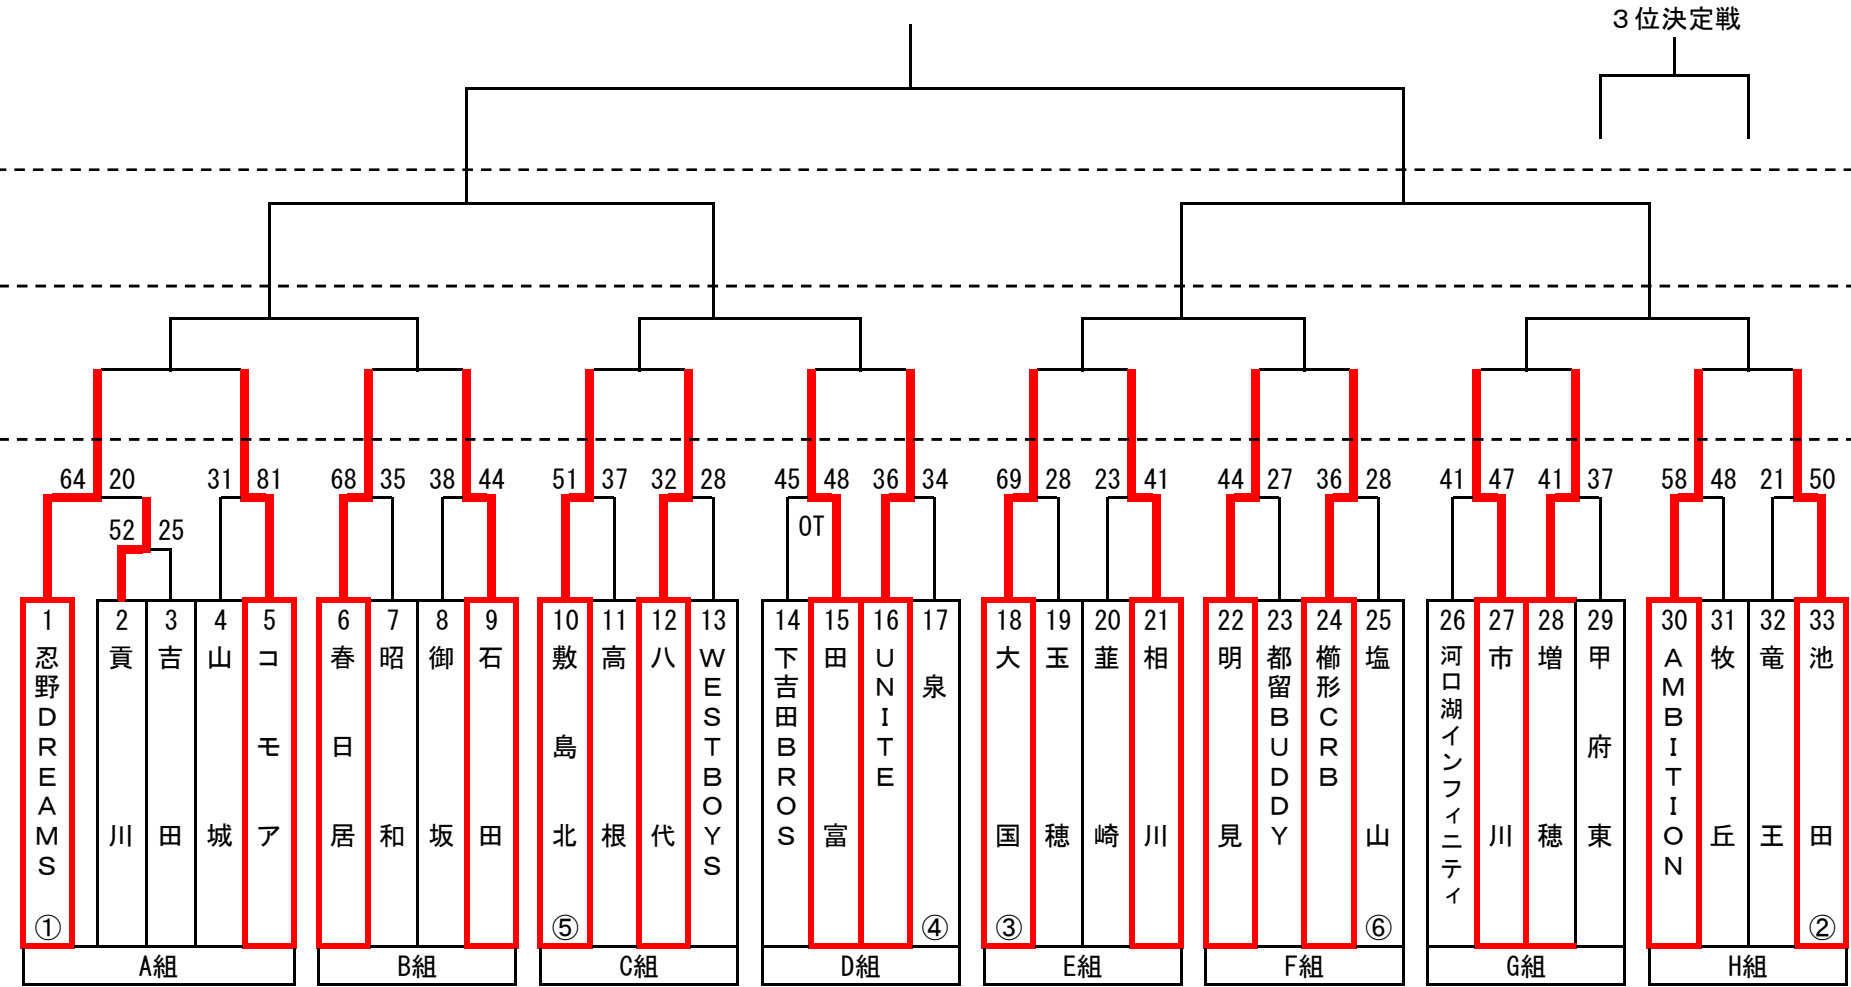 ３位決定戦
64 20 31 81 68 35 38 44 51 37 32 28 45 48 36 34 69 28 23 41 44 27 36 28 41 47 41 37 58 48 21 50
52 25 OT
1 忍野ＤＲＥＡＭＳ ①
2 貢川
3 吉田
4 山城
5 コモア
6 春日居
7 昭和
8 御坂
9 石田
10 敷島北 ⑤
11 高根
12 八代
13 ＷＥＳＴＢＯＹＳ
14 下吉田ＢＲＯＳ
15 田富
16 ＵＮＩＴＥ
17 泉 ④
18 大国 ③
19 玉穂
20 韮崎
21 相川
22 明見
23 都留ＢＵＤＤＹ
24 櫛形ＣＲＢ
25 塩山 ⑥
26 河口湖インフィニティ
27 市川
28 増穂
29 甲府東
30 ＡＭＢＩＴＩＯＮ
31 牧丘
32 竜王
33 池田 ②
A組 B組 C組 D組 E組 F組 G組 H組